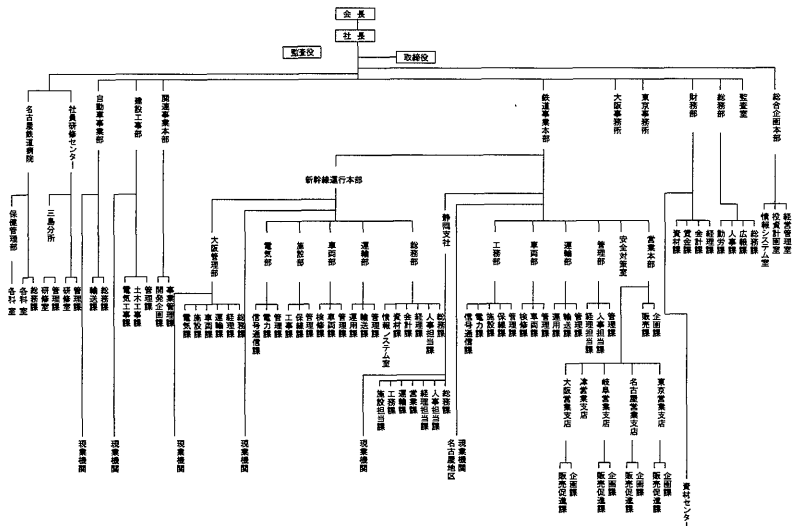 会長
社長
監査役
取締役
名古屋鉄道病院
社員研修センター
自動車事業部
建設工事部
関連事業本部
鉄道事業本部
大阪事務所
東京事務所
財務部
総務部
監査室
総合企画本部
新幹線運行本部
保健管理部
三島分所
大阪管理部
電気部
施設部
車両部
運輸部
総務部
静岡支社
工務部
車両部
運輸部
管理部
安全対策室
営業本部
資材課
資金課
会計課
経理課
勤労課
人事課
広報課
総務課
情報システム室
投資計画室
経営管理室
各科室
各科室
総務課
研修室
管理課
研修室
管理課
輸送課
総務課
電気工事課
土木工事課
管理課
開発企画課
事業管理課
電気課
施設課
車両課
運輸課
経理課
総務課
信号通信課
電力課
管理課
工事課
保線課
管理課
検修課
車両課
管理課
運用課
輸送課
管理課
情報システム室
資材課
会計課
人事担当課
総務課
信号通信課
電力課
施設課
保線課
管理課
検修課
車両課
管理課
運用課
輸送課
管理課
経理担当課
人事担当課
管理課
販売課
企画課
施設担当課
工務課
運輸課
営業課
経理担当課
人事担当課
総務課
大阪営業支店
津営業支店
岐阜営業支店
名古屋営業支店
東京営業支店
現業機関
現業機関
現業機関
現業機関
現業機関
名古屋地区
現業機関
販売促進課
企画課
販売促進課
企画課
販売促進課
企画課
販売促進課
企画課
資材センター